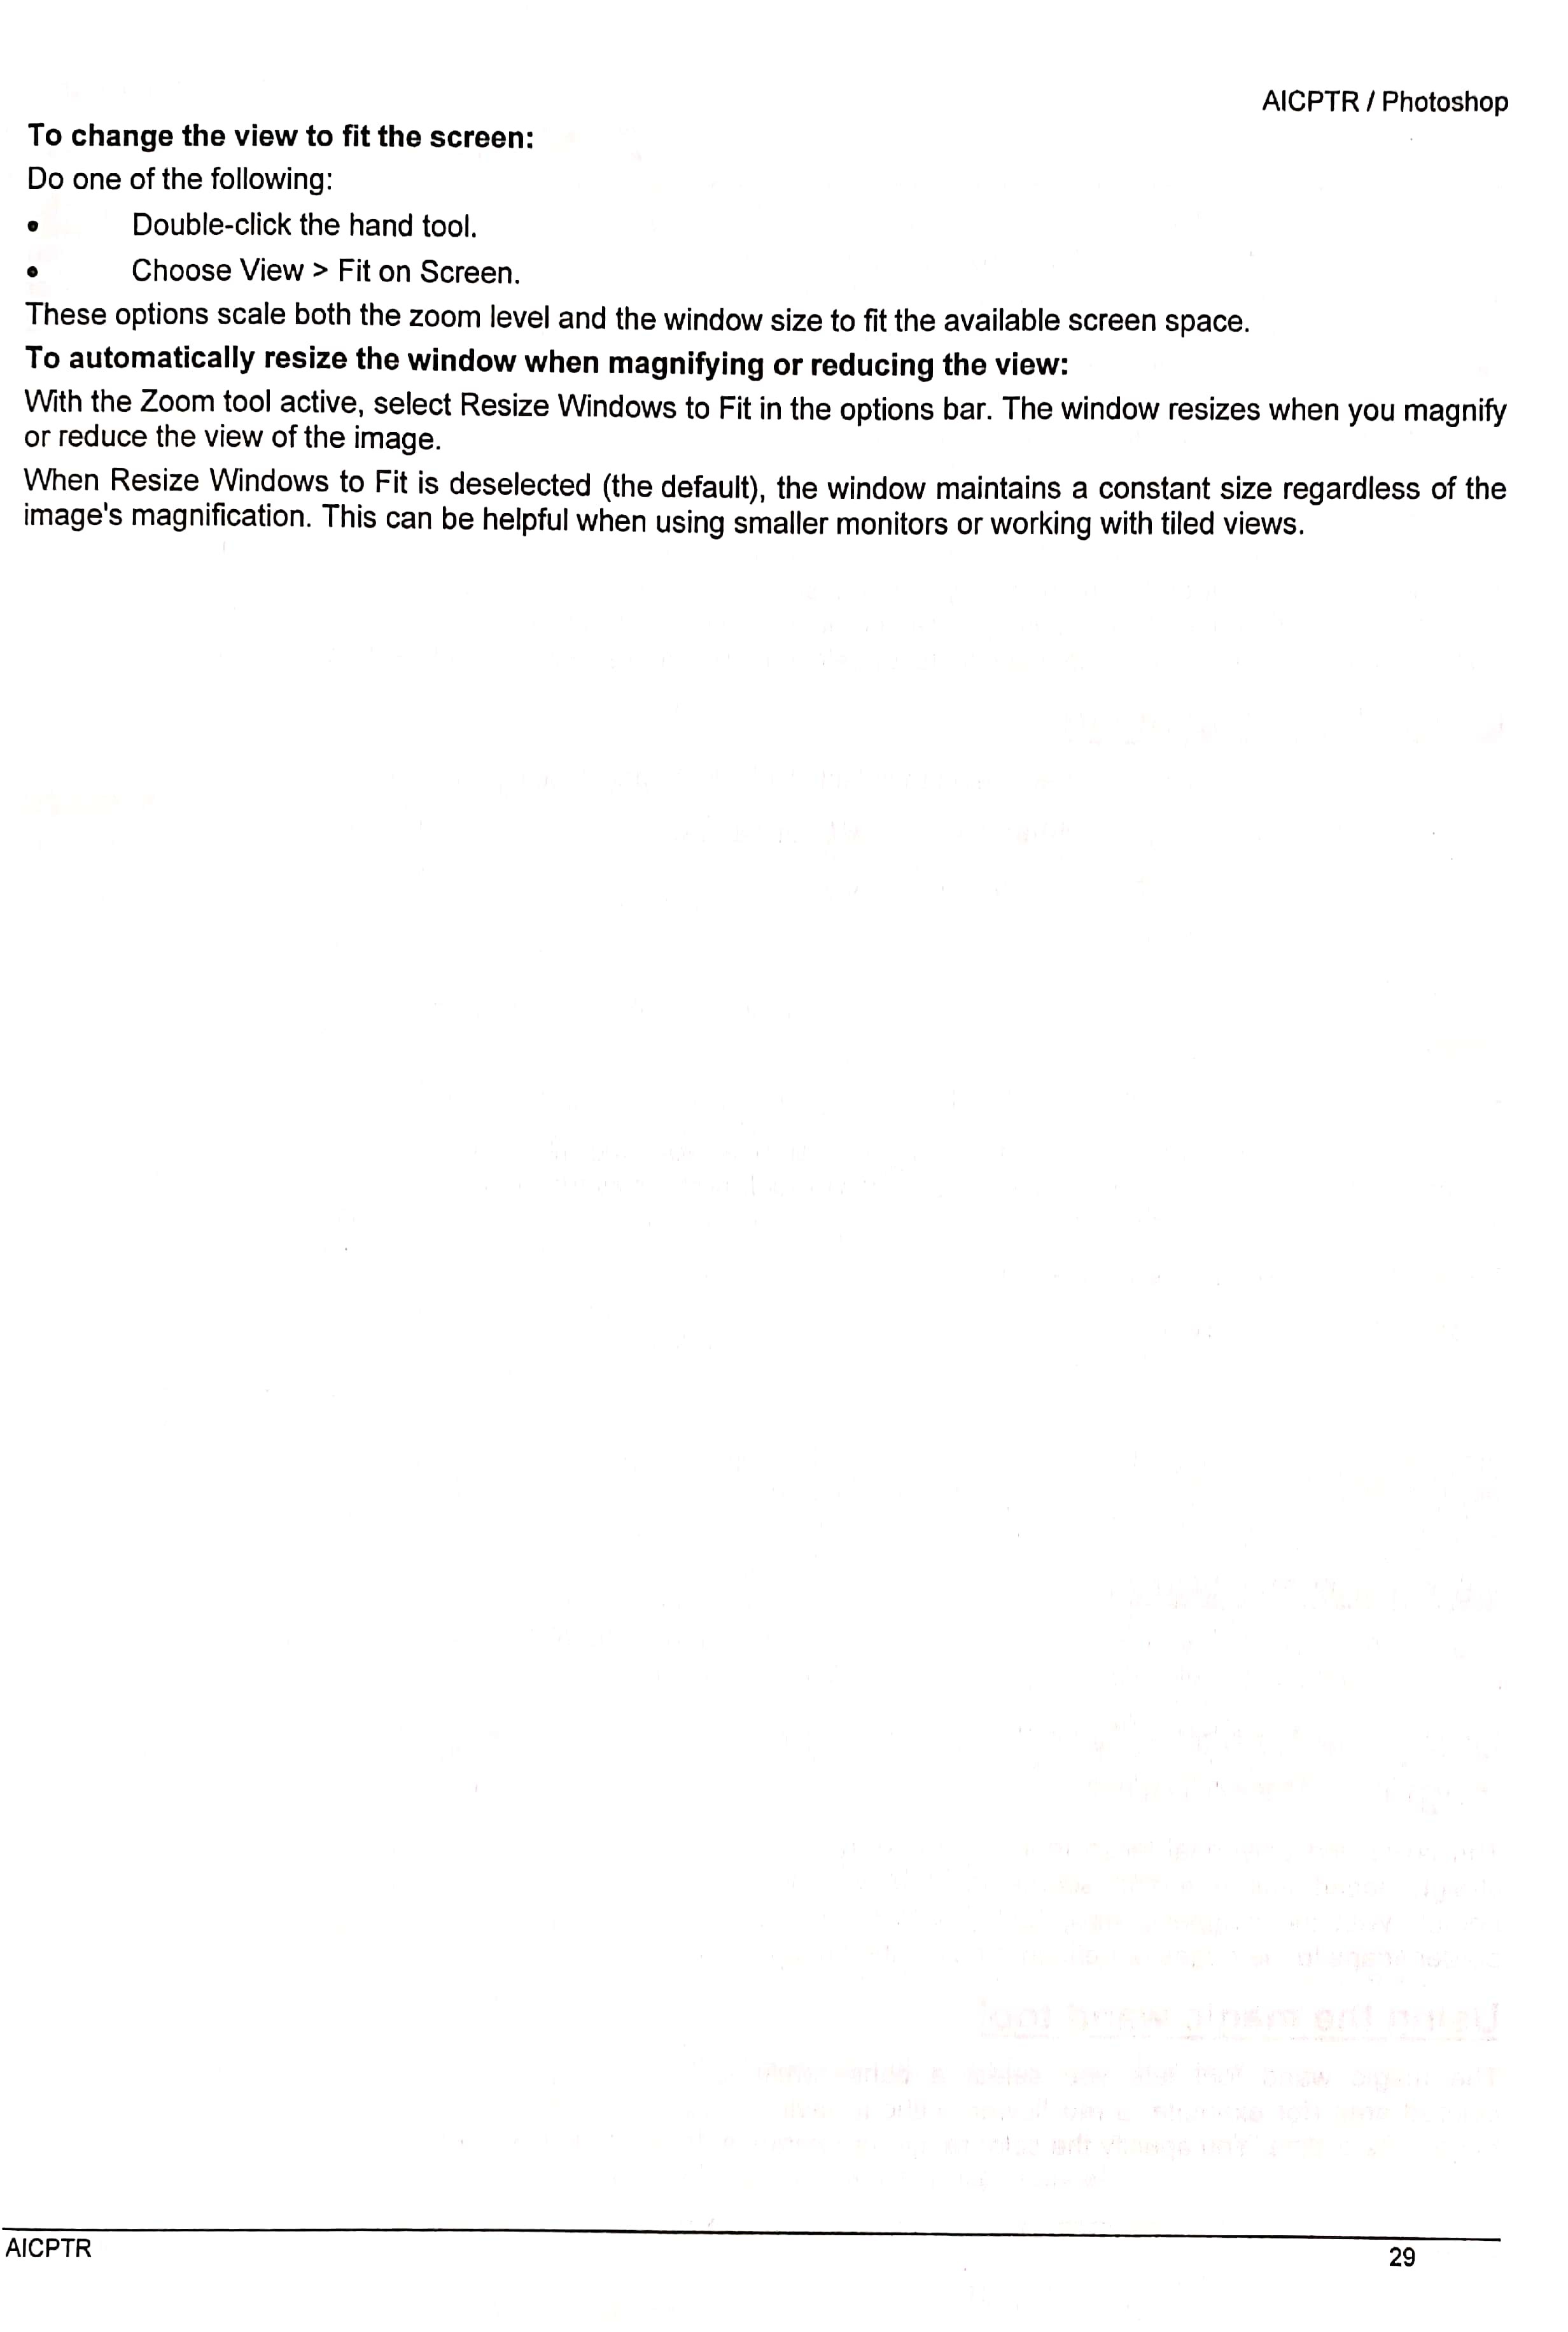 AICPTR / Photoshop
To change the view to fit the screen:
Do one of the following:
• Double-click the hand tool.
• Choose View > Fit on Screen.
These options scale both the zoom level and the window size to fit the available screen space.
To automatically resize the window when magnifying or reducing the view:
With the Zoom tool active, select Resize Windows to Fit in the options bar. The window resizes when you magnify
or reduce the view of the image.
When Resize Windows to Fit is deselected (the default), the window maintains a constant size regardless of the
image's magnification. This can be helpful when using smaller monitors or working with tiled views.
Using the magic wand tool
AICPTR 29